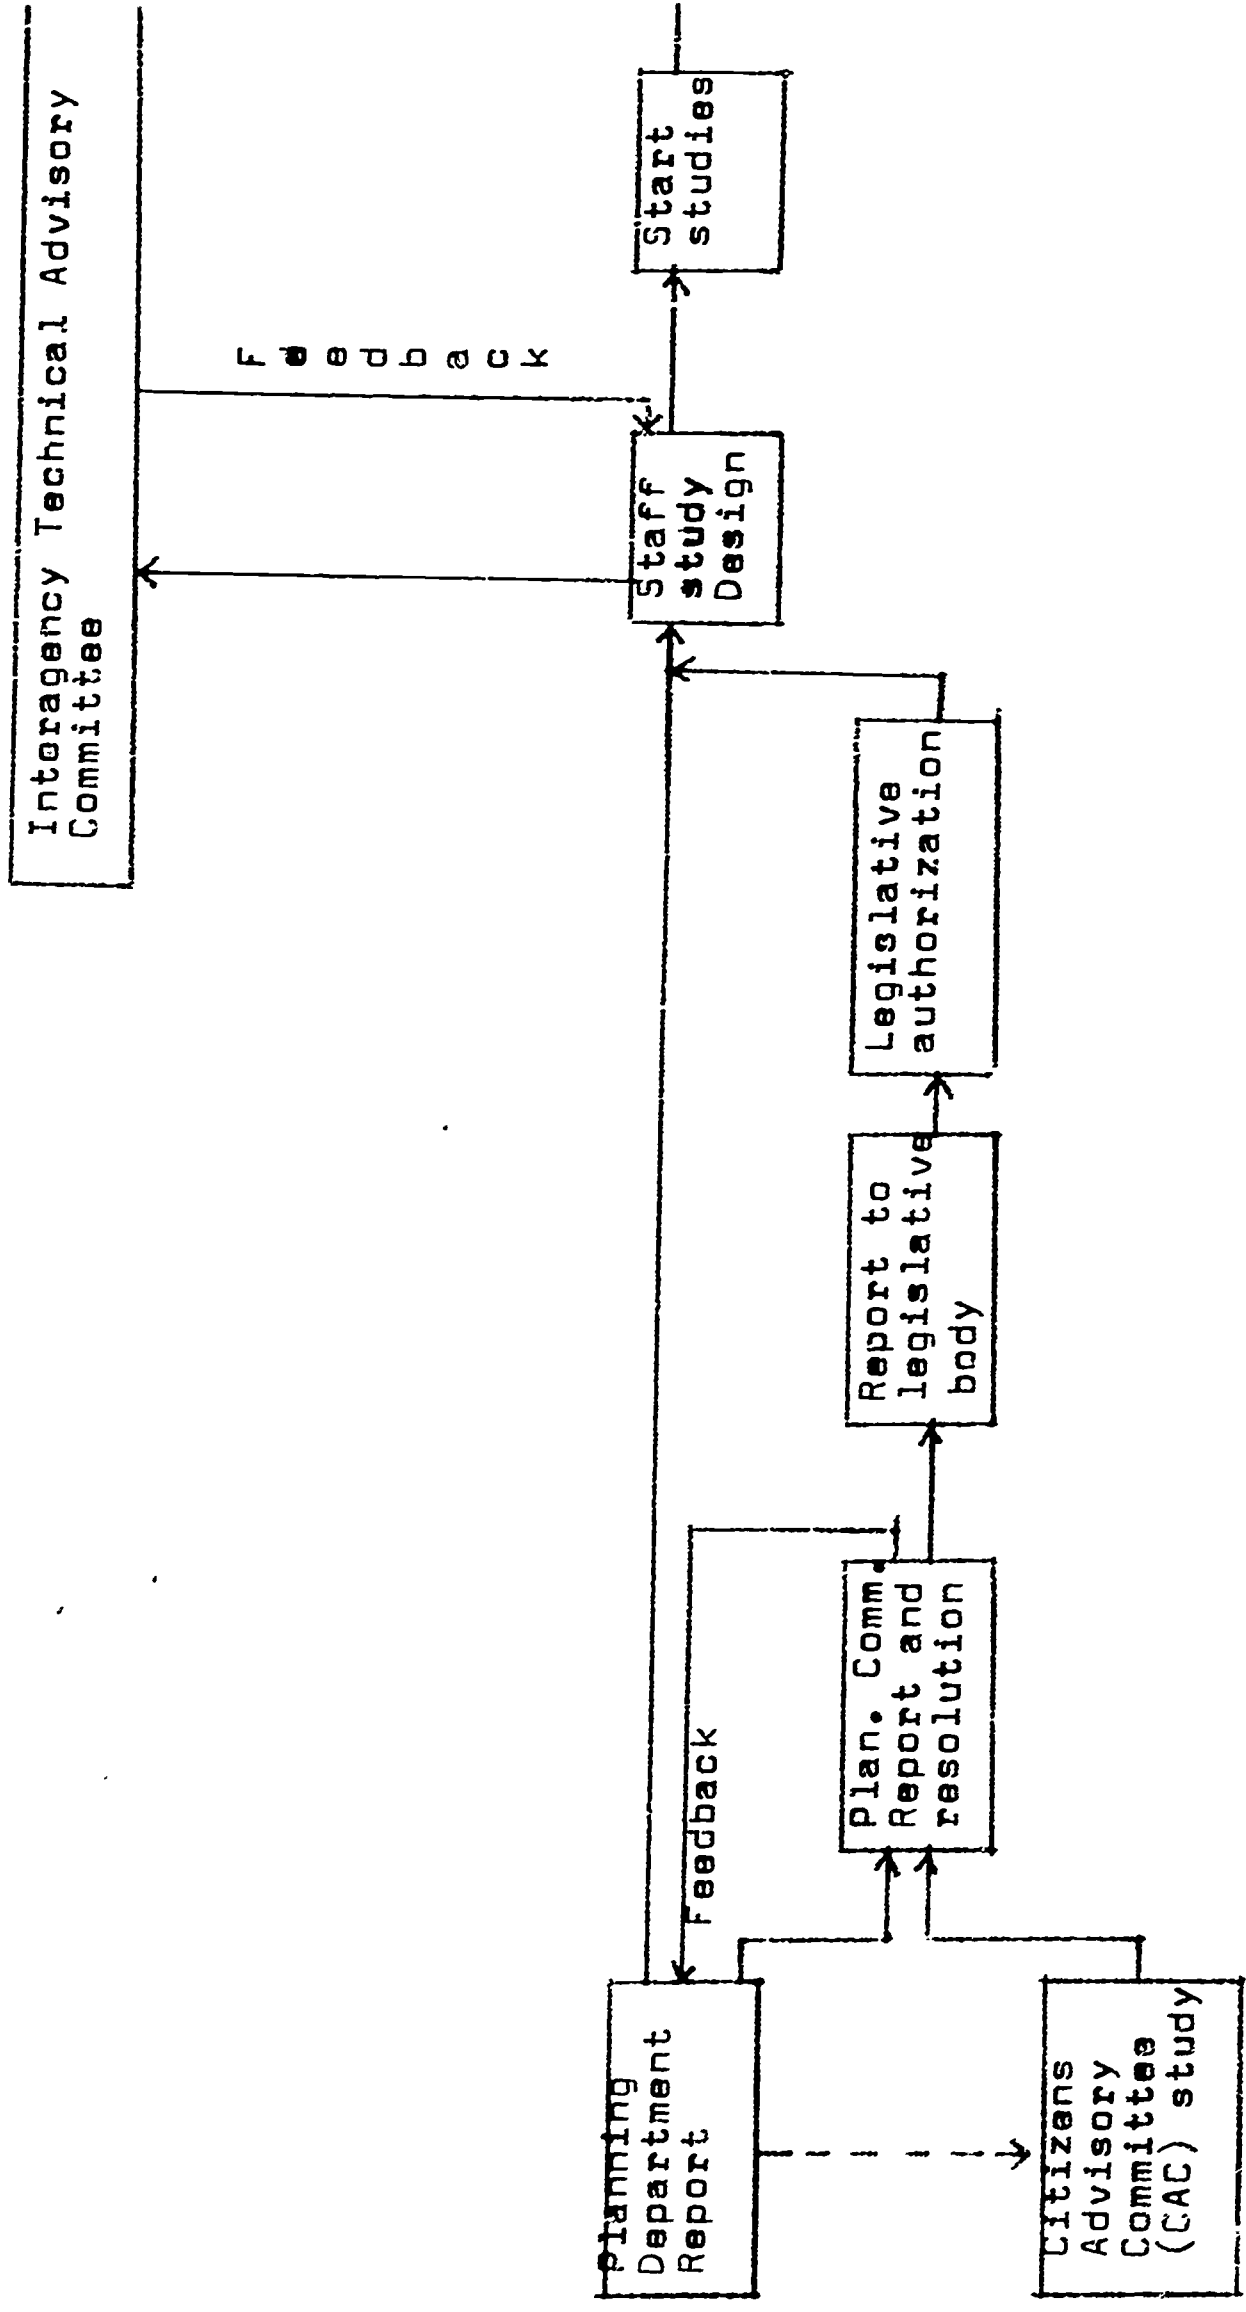 Interagency Technical Advisory
Committee
Feedback
Staff
study
Design
Start
studies
Planning
Department
Report
Feedback
Plan. Comm.
Report and
resolution
Report to
legislative
body
Legislative
authorization
Citizens
Advisory
Committee
(CAC) study